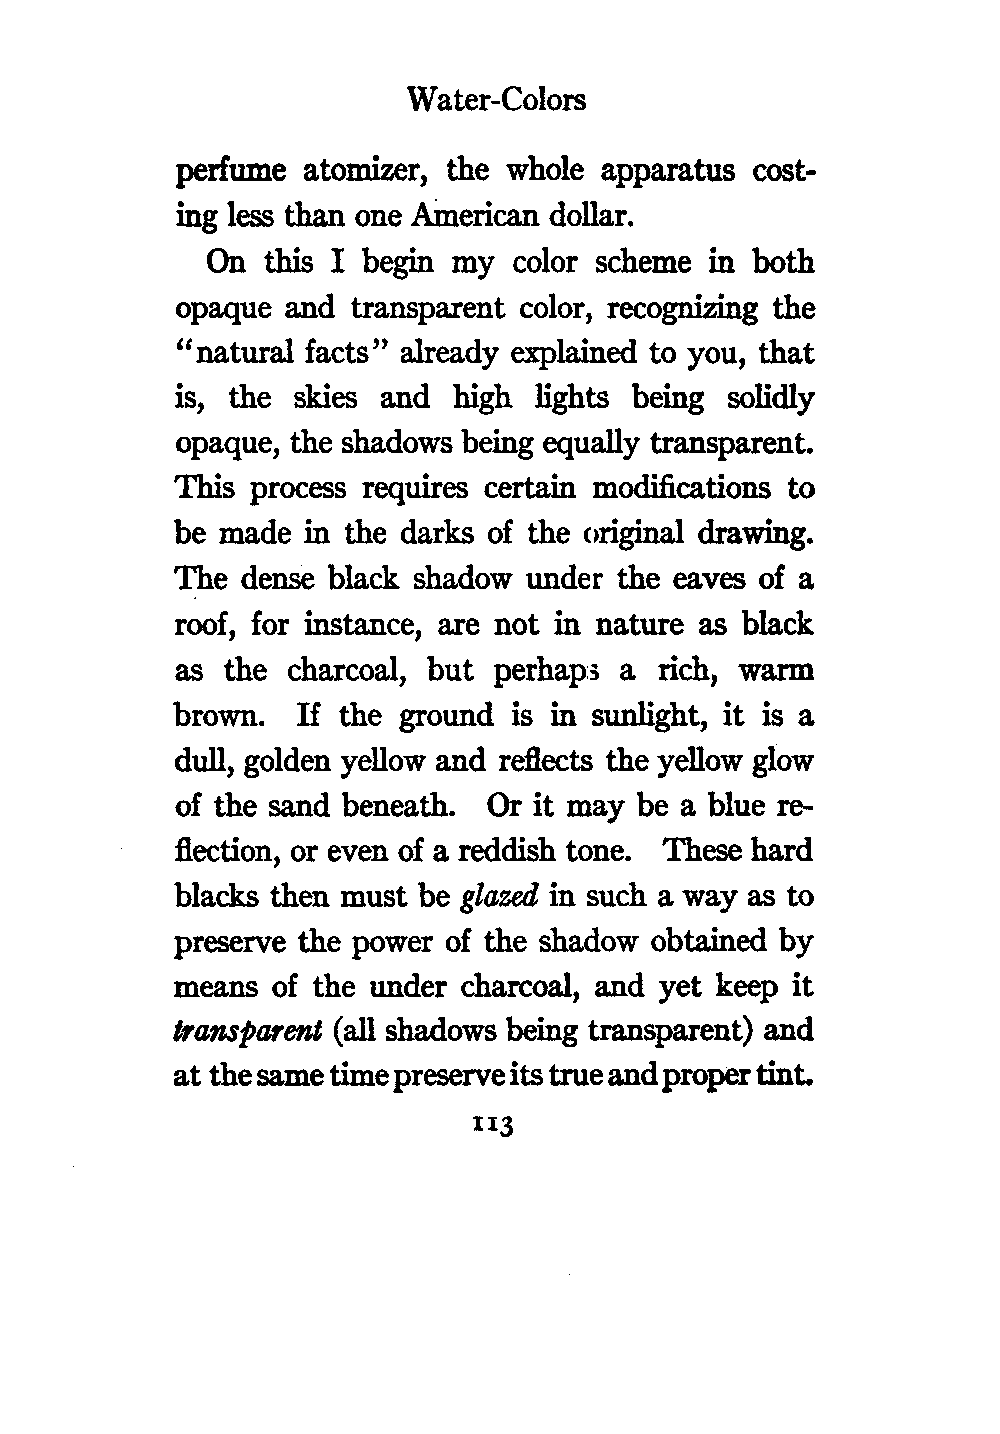 Water-Colors
perfume atomizer, the whole apparatus cost-
ing less than one American dollar.
On this I begin my color scheme in both
opaque and transparent color, recognizing the
“natural facts” already explained to you, that
is, the skies and high lights being solidly
opaque, the shadows being equally transparent.
This process requires certain modifications to
be made in the darks of the original drawing.
The dense black shadow under the eaves of a
roof, for instance, are not in nature as black
as the charcoal, but perhaps a rich, warm
brown. If the ground is in sunlight, it is a
dull, golden yellow and reflects the yellow glow
of the sand beneath. Or it may be a blue re-
flection, or even of a reddish tone. These hard
blacks then must be glazed in such a way as to
preserve the power of the shadow obtained by
means of the under charcoal, and yet keep it
transparent (all shadows being transparent) and
at the same time preserve its true and proper tint.
113